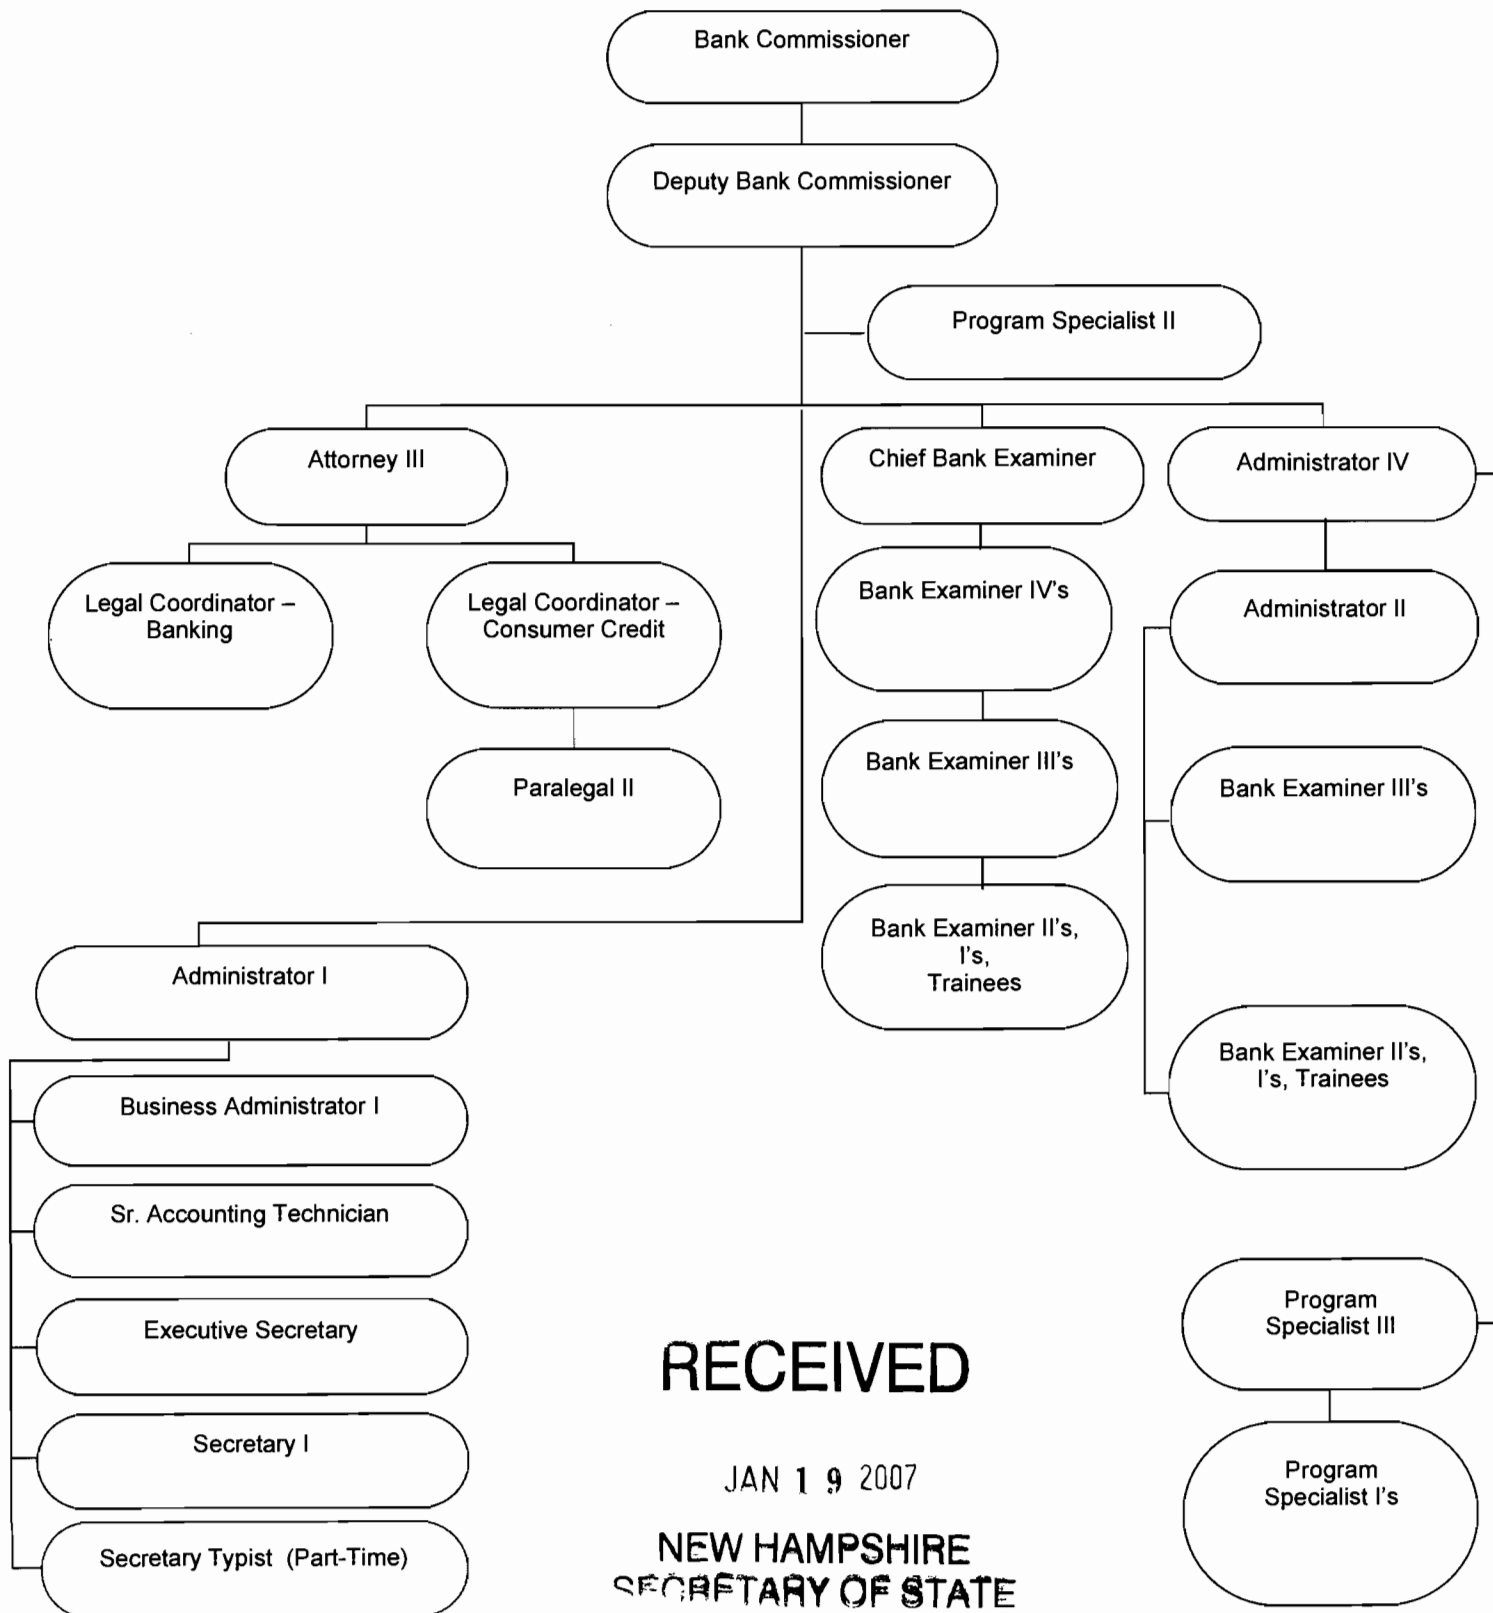 Bank Commissioner
Deputy Bank Commissioner
Program Specialist II
Attorney III
Chief Bank Examiner
Administrator IV
Legal Coordinator –
Banking
Legal Coordinator –
Consumer Credit
Bank Examiner IV's
Administrator II
Paralegal II
Bank Examiner III's
Bank Examiner III's
Bank Examiner II's,
I's,
Trainees
Bank Examiner II's,
I's, Trainees
Administrator I
Business Administrator I
Sr. Accounting Technician
Executive Secretary
Secretary I
Secretary Typist (Part-Time)
Program
Specialist III
Program
Specialist I's
RECEIVED
JAN 1 9 2007
NEW HAMPSHIRE
SECRETARY OF STATE